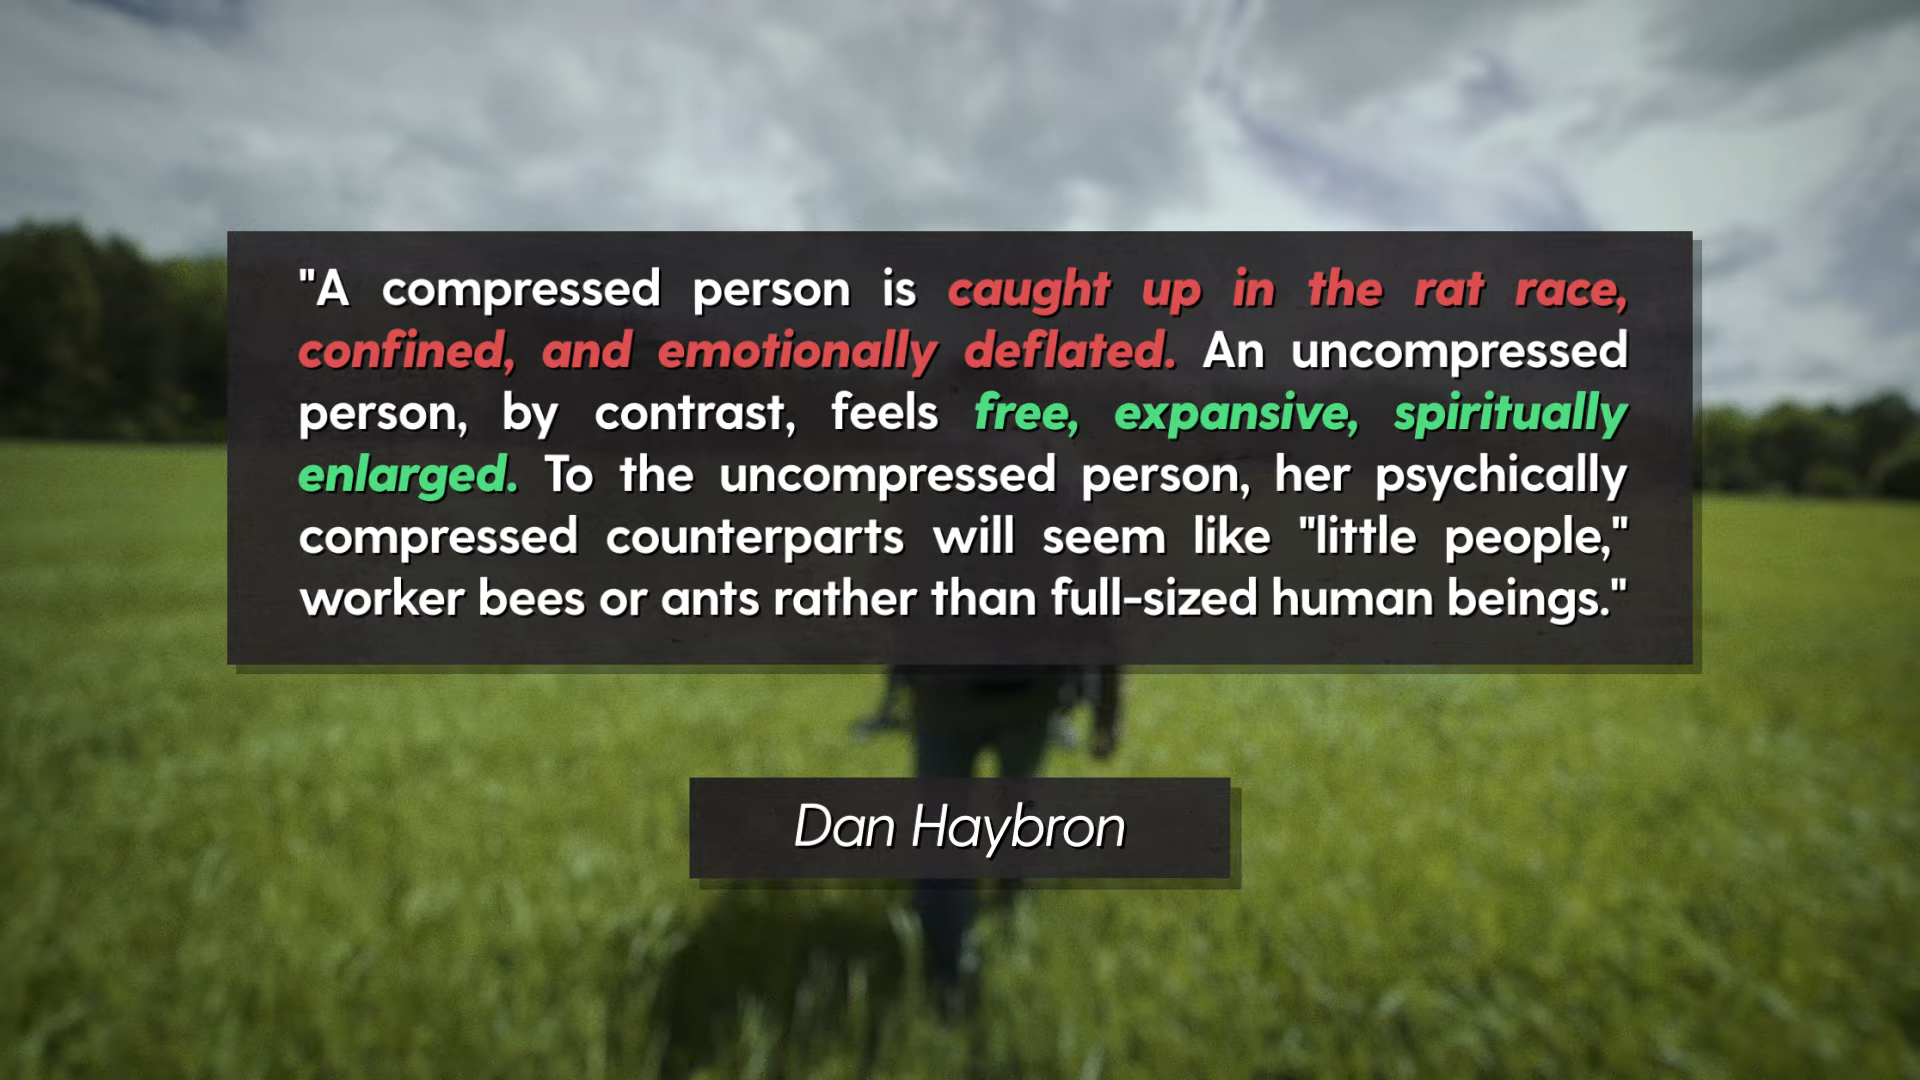 "A compressed person is caught up in the rat race,
confined, and emotionally deflated. An uncompressed
person, by contrast, feels free, expansive, spiritually
enlarged. To the uncompressed person, her psychically
compressed counterparts will seem like "little people,"
worker bees or ants rather than full-sized human beings."
Dan Haybron